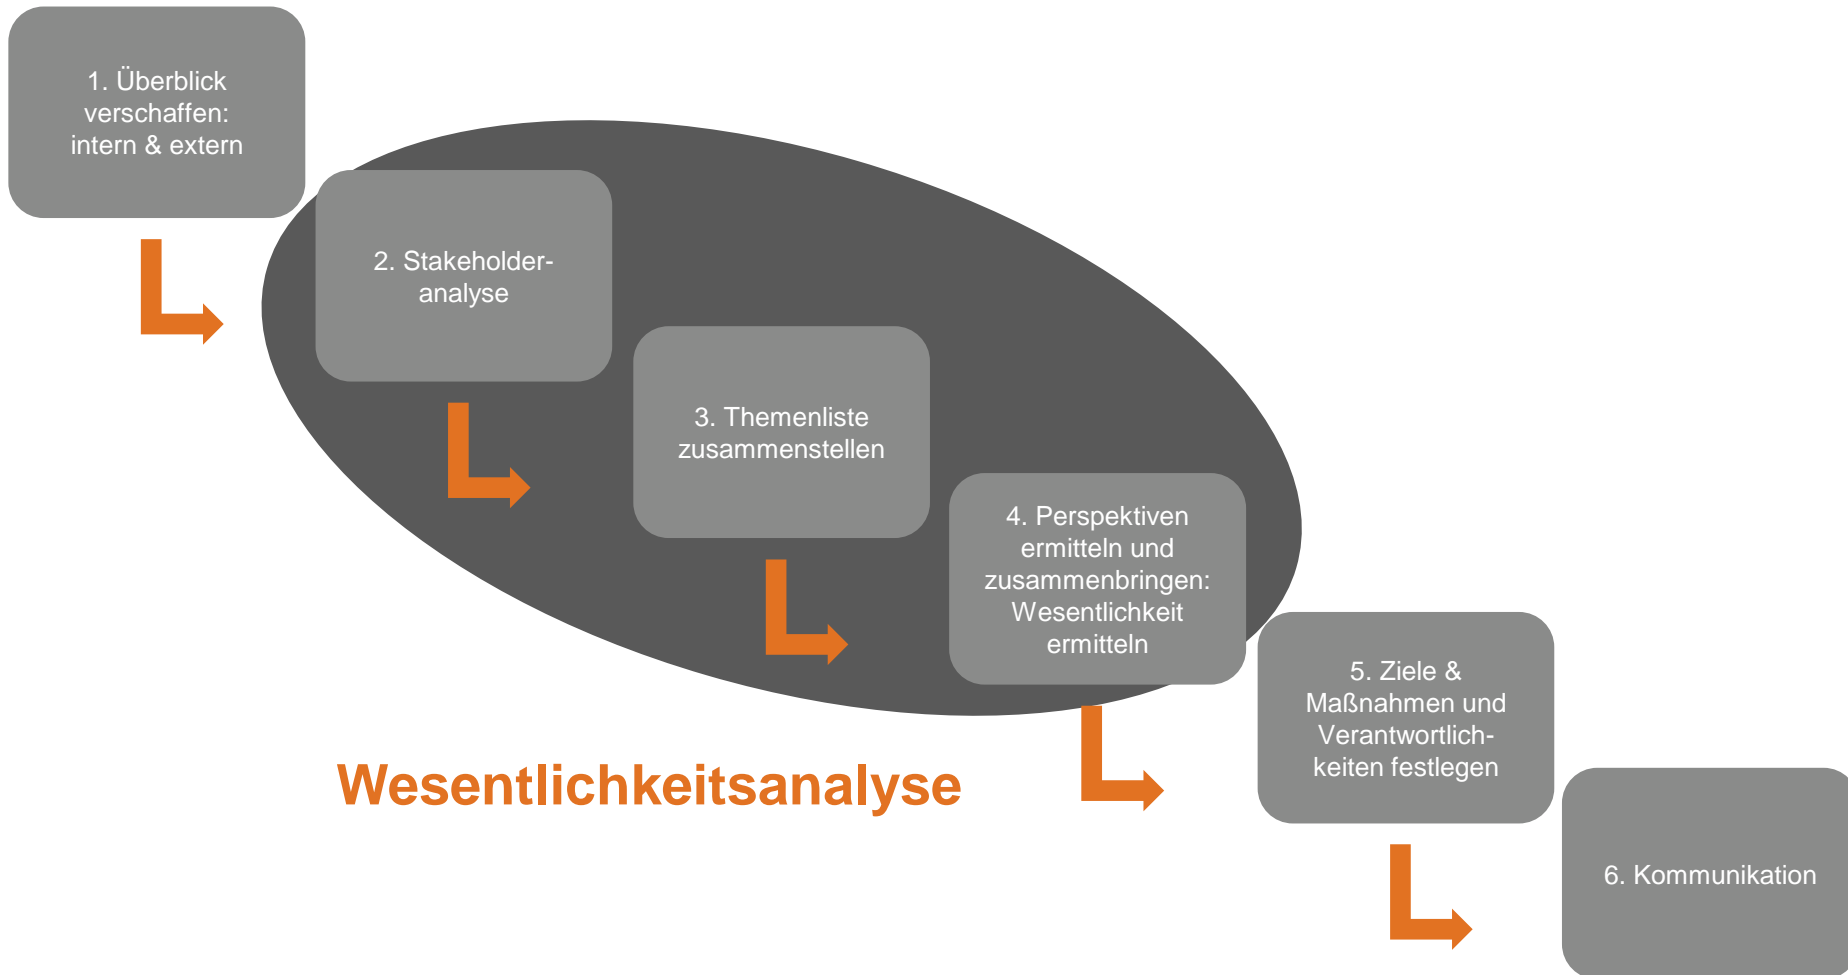 1. Überblick
verschaffen:
intern & extern
2. Stakeholder-
analyse
3. Themenliste
zusammenstellen
4. Perspektiven
ermitteln und
zusammenbringen:
Wesentlichkeit
ermitteln
5. Ziele &
Maßnahmen und
Verantwortlich-
keiten festlegen
Wesentlichkeitsanalyse
6. Kommunikation